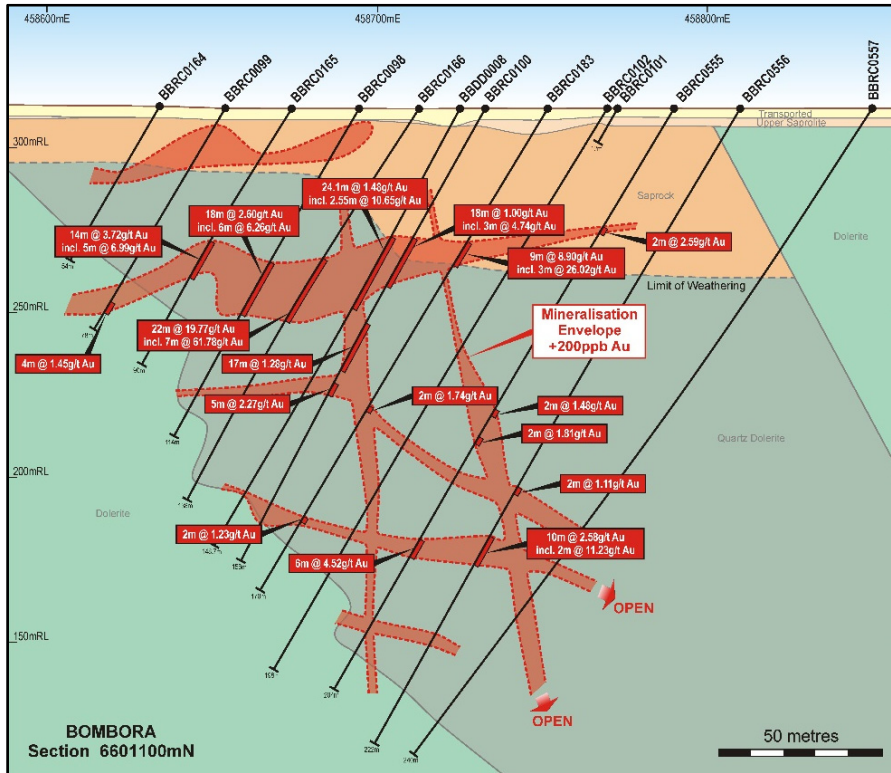 458600mE
458700mE
458800mE
BBRC0164
BBRC0099
BBRC0165
BBRC0098
BBRC0166
BBDD0008
BBRC0100
BBRC0183
BBRC0102
BBRC0101
BBRC0555
BBRC0556
BBRC0557
Transported
Upper Saprolite
300mRL
Saprock
Dolerite
24.1m @ 1.48g/t Au
incl. 2.55m @ 10.65g/t Au
18m @ 2.60g/t Au
incl. 6m @ 6.26g/t Au
18m @ 1.00g/t Au
incl. 3m @ 4.74g/t Au
14m @ 3.72g/t Au
incl. 5m @ 6.99g/t Au
2m @ 2.59g/t Au
9m @ 8.90g/t Au
incl. 3m @ 26.02g/t Au
54m
Limit of Weathering
250mRL
Mineralisation
Envelope
+200ppb Au
22m @ 19.77g/t Au
incl. 7m @ 61.78g/t Au
4m @ 1.45g/t Au
17m @ 1.28g/t Au
5m @ 2.27g/t Au
2m @ 1.74g/t Au
2m @ 1.48g/t Au
2m @ 1.81g/t Au
114m
Quartz Dolerite
200mRL
2m @ 1.11g/t Au
Dolerite
2m @ 1.23g/t Au
10m @ 2.58g/t Au
incl. 2m @ 11.23g/t Au
6m @ 4.52g/t Au
OPEN
150mRL
204m
OPEN
222m
240m
BOMBORA
Section 6601100mN
50 metres